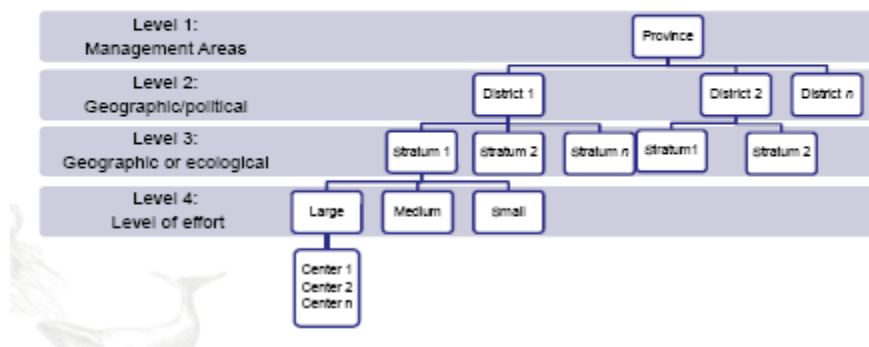 Level 1:
Management Areas
Province
Level 2:
Geographic/political
District 1
District 2
District n
Level 3:
Geographic or ecological
Stratum 1
Stratum 2
Stratum n
Stratum1
Stratum 2
Level 4:
Level of effort
Large
Medium
Small
Center 1
Center 2
Center n